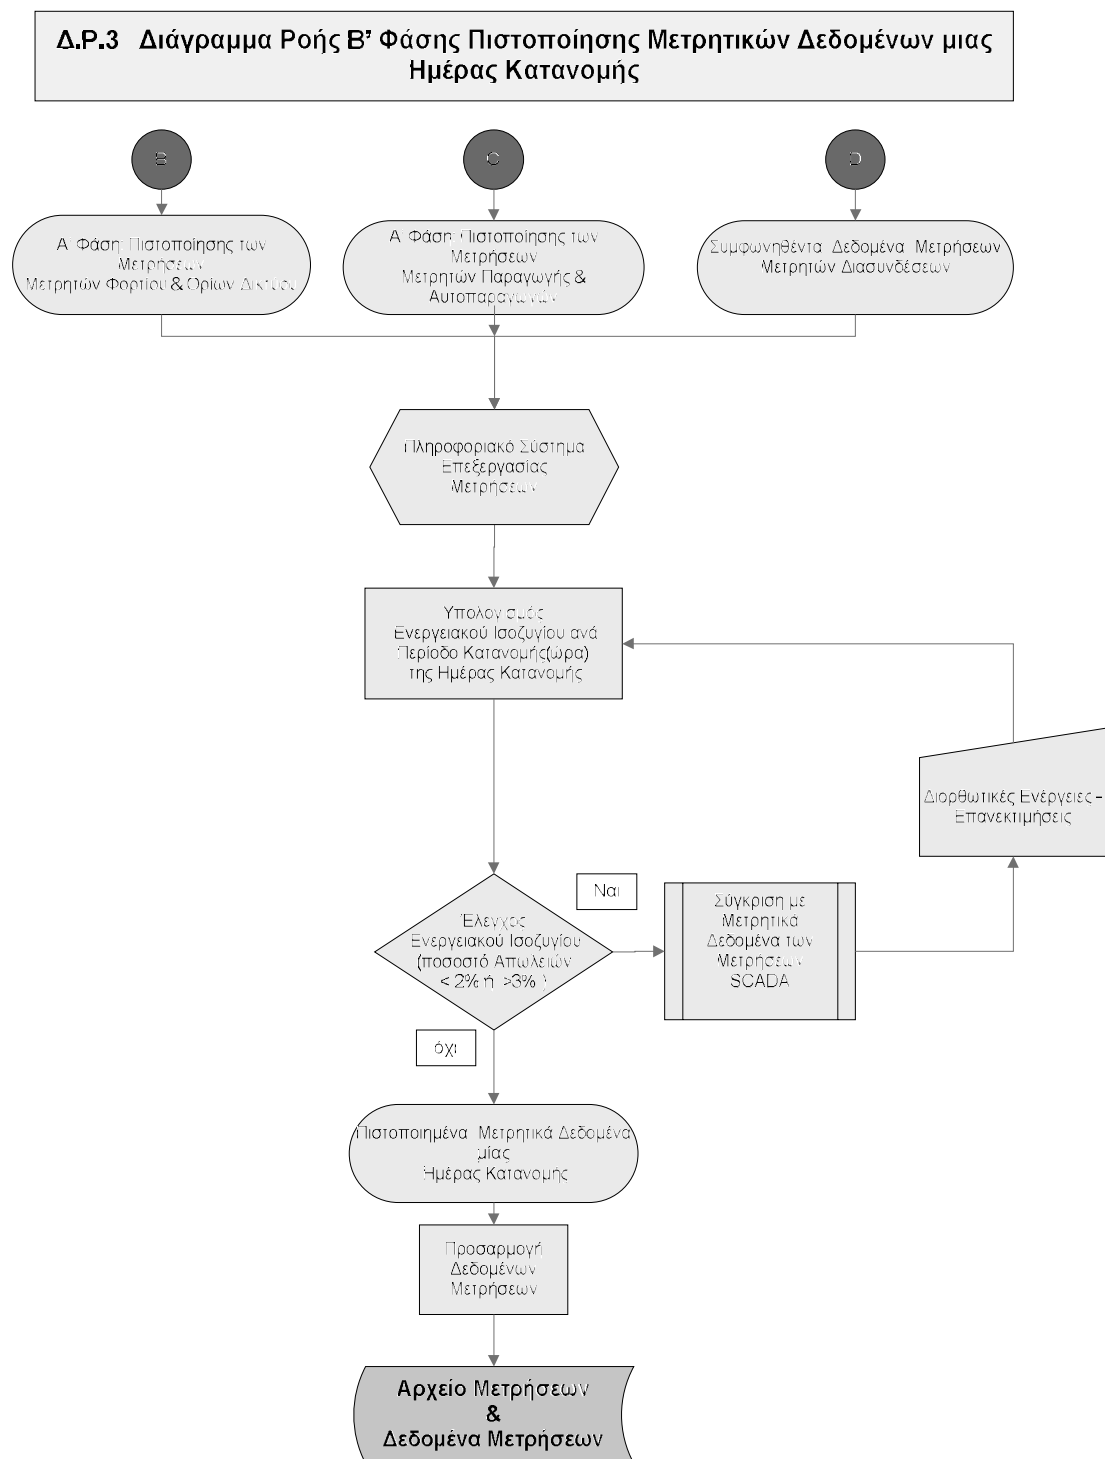 Δ.Ρ.3 Διάγραμμα Ροής Β' Φάσης Πιστοποίησης Μετρητικών Δεδομένων μιας
Ημέρας Κατανομής
B
C
D
Α Φάση Πιστοποίησης των
Μετρήσεων
Μετρητών Φορτίου & Ορίων Δικτύου
Α Φάση Πιστοποίησης των
Μετρήσεων
Μετρητών Παραγωγής &
Αυτοπαραγωγών
Συμφωνηθέντα Δεδομένα Μετρήσεων
Μετρητών Διασυνδέσεων
Πληροφοριακό Σύστημα
Επεξεργασίας
Μετρήσεων
Υπολογισμός
Ενεργειακού Ισοζυγίου ανά
Περίοδο Κατανομής(ώρα)
της Ημέρας Κατανομής
Διορθωτικές Ενέργειες -
Επανεκτιμήσεις
Ναι
Έλεγχος
Ενεργειακού Ισοζυγίου
(ποσοστό Απωλειών
< 2% ή >3% )
Σύγκριση με
Μετρητικά
Δεδομένα των
Μετρήσεων
SCADA
όχι
Πιστοποιημένα Μετρητικά Δεδομένα
μίας
Ημέρας Κατανομής
Προσαρμογή
Δεδομένων
Μετρήσεων
Αρχείο Μετρήσεων
&
Δεδομένα Μετρήσεων